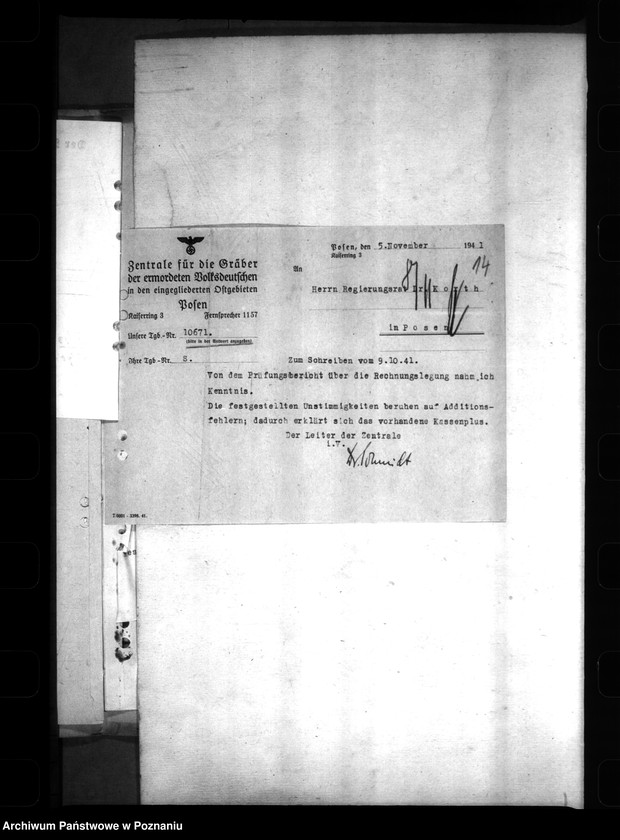 Zentrale für die Gräber
der ermordeten Volksdeutschen
in den eingegliederten Ostgebieten
Posen
Kaiserring 3 Fernsprecher 1157
Unsere Tgb.-Nr. 10671.
(bitte in der Antwort angegeben)
Ihre Tgb.-Nr. S.
Posen, den 5.November 1941
Kaiserring 3
14
An
Herrn Regierungsrat Dr. Korth
in Posen
Zum Schreiben vom 9.10.41.
Von dem Prüfungsbericht über die Rechnungslegung nahm ich
Kenntnis.
Die festgestellten Unstimmigkeiten beruhen auf Additions-
fehlern; dadurch erklärt sich das vorhandene Kassenplus.
Der Leiter der Zentrale
i.V.
Dr. Schmidt
Archiwum Państwowe w Poznaniu